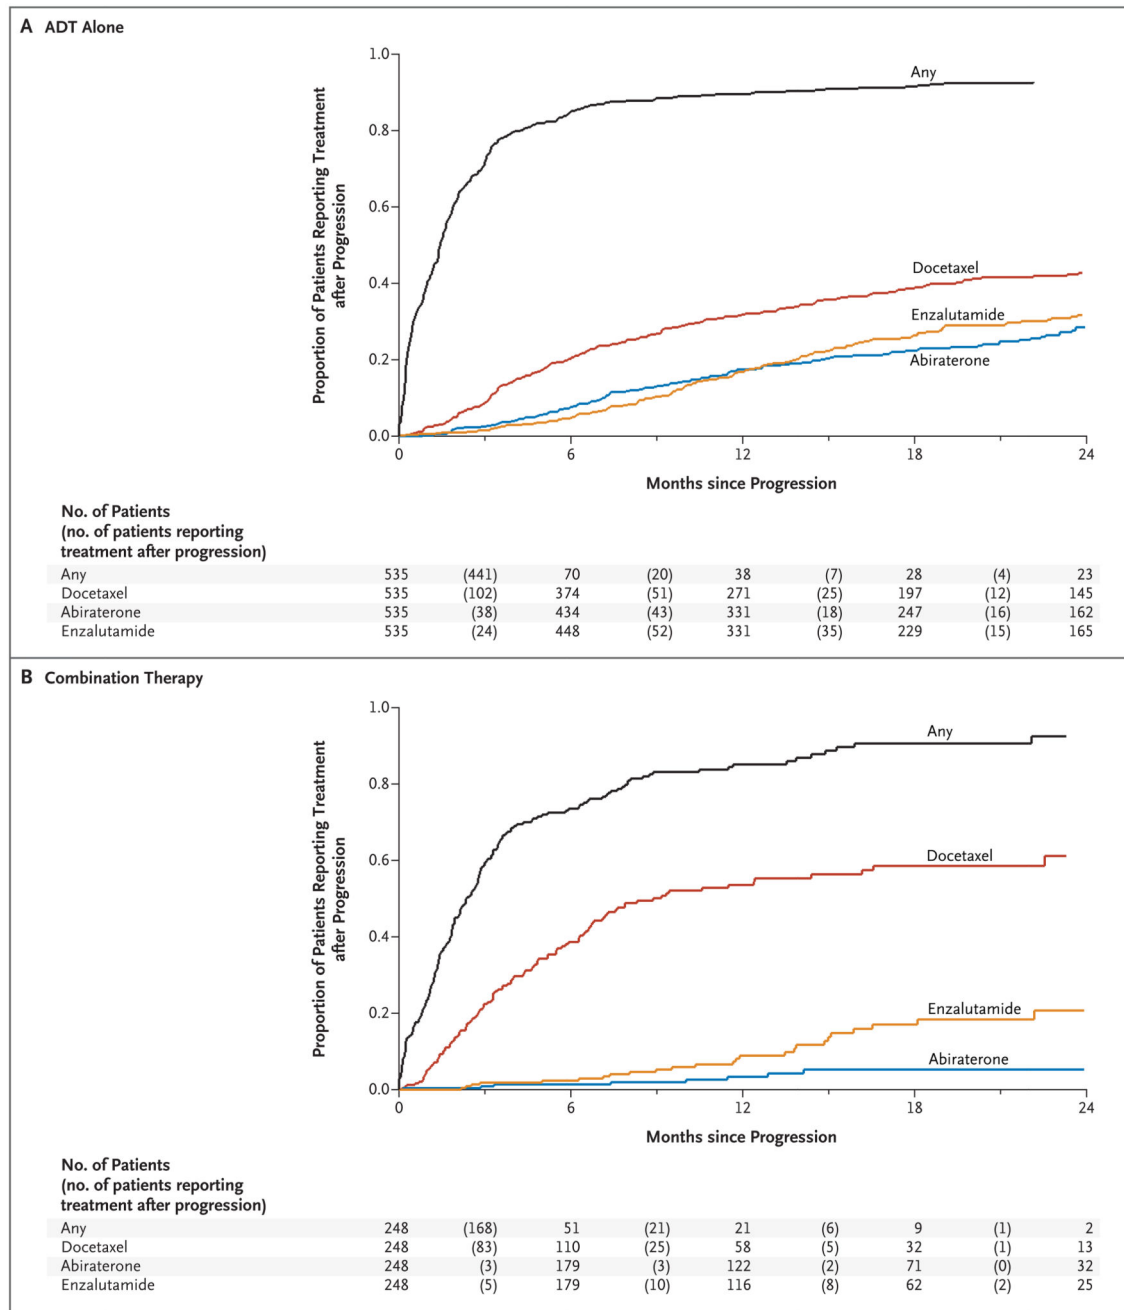 A ADT Alone
Proportion of Patients Reporting Treatment
after Progression
1.0
0.8
0.6
0.4
0.2
0.0
Any
Docetaxel
Enzalutamide
Abiraterone
0 6 12 18 24
Months since Progression
No. of Patients
(no. of patients reporting
treatment after progression)
Any 535 (441) 70 (20) 38 (7) 28 (4) 23
Docetaxel 535 (102) 374 (51) 271 (25) 197 (12) 145
Abiraterone 535 (38) 434 (43) 331 (18) 247 (16) 162
Enzalutamide 535 (24) 448 (52) 331 (35) 229 (15) 165
B Combination Therapy
Proportion of Patients Reporting Treatment
after Progression
1.0
0.8
0.6
0.4
0.2
0.0
Any
Docetaxel
Enzalutamide
Abiraterone
0 6 12 18 24
Months since Progression
No. of Patients
(no. of patients reporting
treatment after progression)
Any 248 (168) 51 (21) 21 (6) 9 (1) 2
Docetaxel 248 (83) 110 (25) 58 (5) 32 (1) 13
Abiraterone 248 (3) 179 (3) 122 (2) 71 (0) 32
Enzalutamide 248 (5) 179 (10) 116 (8) 62 (2) 25